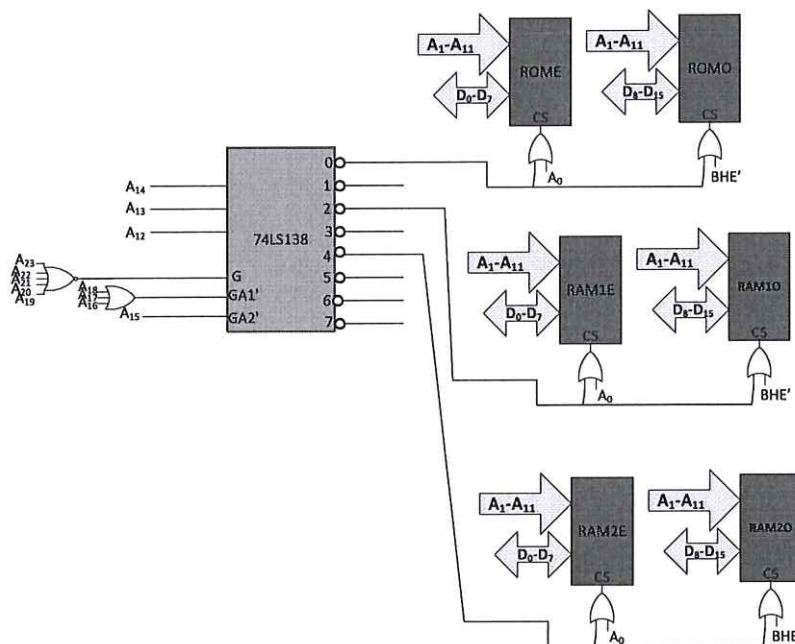 A₁-A₁₁
ROME
D₀-D₇
CS
A₀
A₁-A₁₁
ROMO
D₈-D₁₅
CS
BHE'
A₁₄
A₁₃
A₁₂
74LS138
0
1
2
3
4
5
6
7
A₂₃
A₂₂
A₂₁
A₂₀
A₁₉
G
A₁₈
A₁₇
A₁₆
GA1'
A₁₅
GA2'
A₁-A₁₁
RAM1E
D₀-D₇
CS
A₀
A₁-A₁₁
RAM1O
D₈-D₁₅
CS
BHE'
A₁-A₁₁
RAM2E
D₀-D₇
CS
A₀
A₁-A₁₁
RAM2O
D₈-D₁₅
CS
BHE